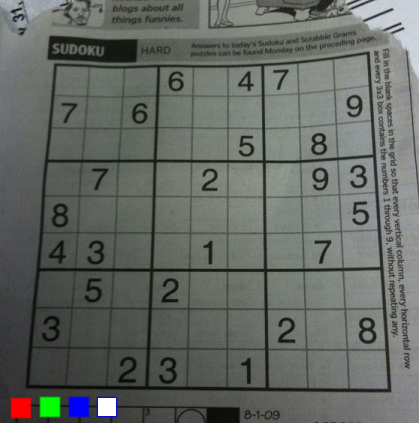 blogs about all
things funnies.
SUDOKU HARD Answers to today's Sudoku and Scrabble Grams
puzzles can be found Monday on the preceding page.
6 4 7
7 6 9
5 8
7 2 9 3
8 5
4 3 1 7
5 2
3 2 8
2 3 1
Fill in the blank spaces in the grid so that every vertical column, every horizontal row
and every 3x3 box contains the numbers 1 through 9, without repeating any.
8-1-09